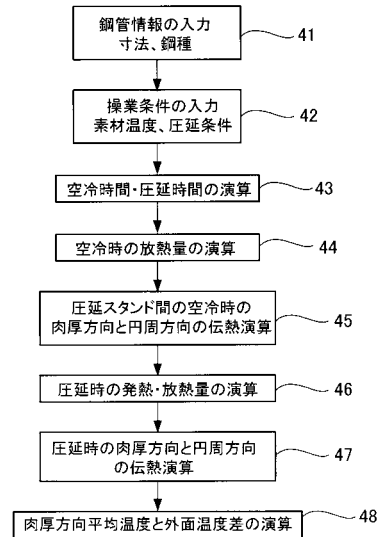 鋼管情報の入力
寸法、鋼種
41
操業条件の入力
素材温度、圧延条件
42
空冷時間・圧延時間の演算
43
空冷時の放熱量の演算
44
圧延スタンド間の空冷時の
肉厚方向と円周方向の伝熱演算
45
圧延時の発熱・放熱量の演算
46
圧延時の肉厚方向と円周方向
の伝熱演算
47
肉厚方向平均温度と外面温度差の演算
48